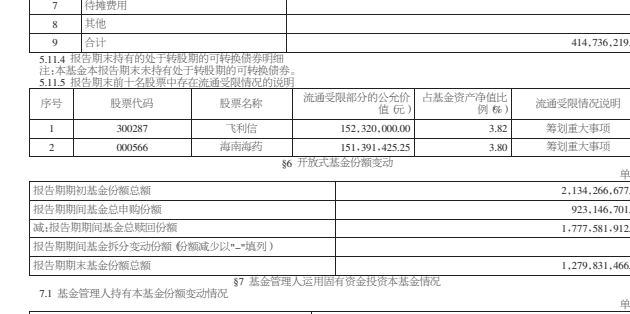 7 待摊费用
8 其他
9 合计 414,736,219.
5.11.4 报告期末持有的处于转股期的可转换债券明细
注:本基金本报告期末未持有处于转股期的可转换债券。
5.11.5 报告期末前十名股票中存在流通受限情况的说明
序号 股票代码 股票名称 流通受限部分的公允价值(元) 占基金资产净值比例(%) 流通受限情况说明
1 300287 飞利信 152,320,000.00 3.82 筹划重大事项
2 000566 海南海药 151,391,425.25 3.80 筹划重大事项
§6 开放式基金份额变动
单
报告期期初基金份额总额 2,134,266,677.
报告期期间基金总申购份额 923,146,701.
减:报告期期间基金总赎回份额 1,777,581,912.
报告期期间基金拆分变动份额(份额减少以"-"填列)
报告期期末基金份额总额 1,279,831,466.
§7 基金管理人运用固有资金投资本基金情况
7.1 基金管理人持有本基金份额变动情况
单